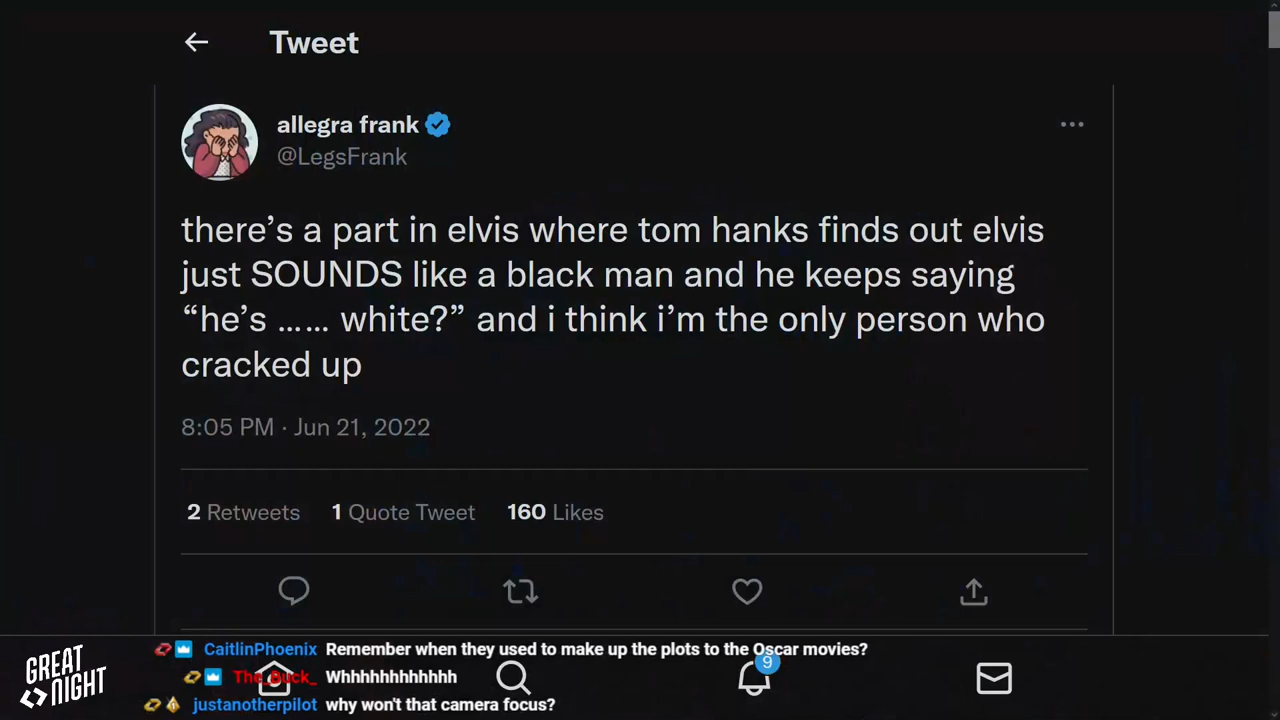 Tweet
allegra frank
@LegsFrank
there’s a part in elvis where tom hanks finds out elvis
just SOUNDS like a black man and he keeps saying
“he’s …… white?” and i think i’m the only person who
cracked up
8:05 PM · Jun 21, 2022
2 Retweets 1 Quote Tweet 160 Likes
CaitlinPhoenix Remember when they used to make up the plots to the Oscar movies?
The_Buck_ Whhhhhhhhhhhh
justanotherpilot why won't that camera focus?
9
GREAT
NIGHT